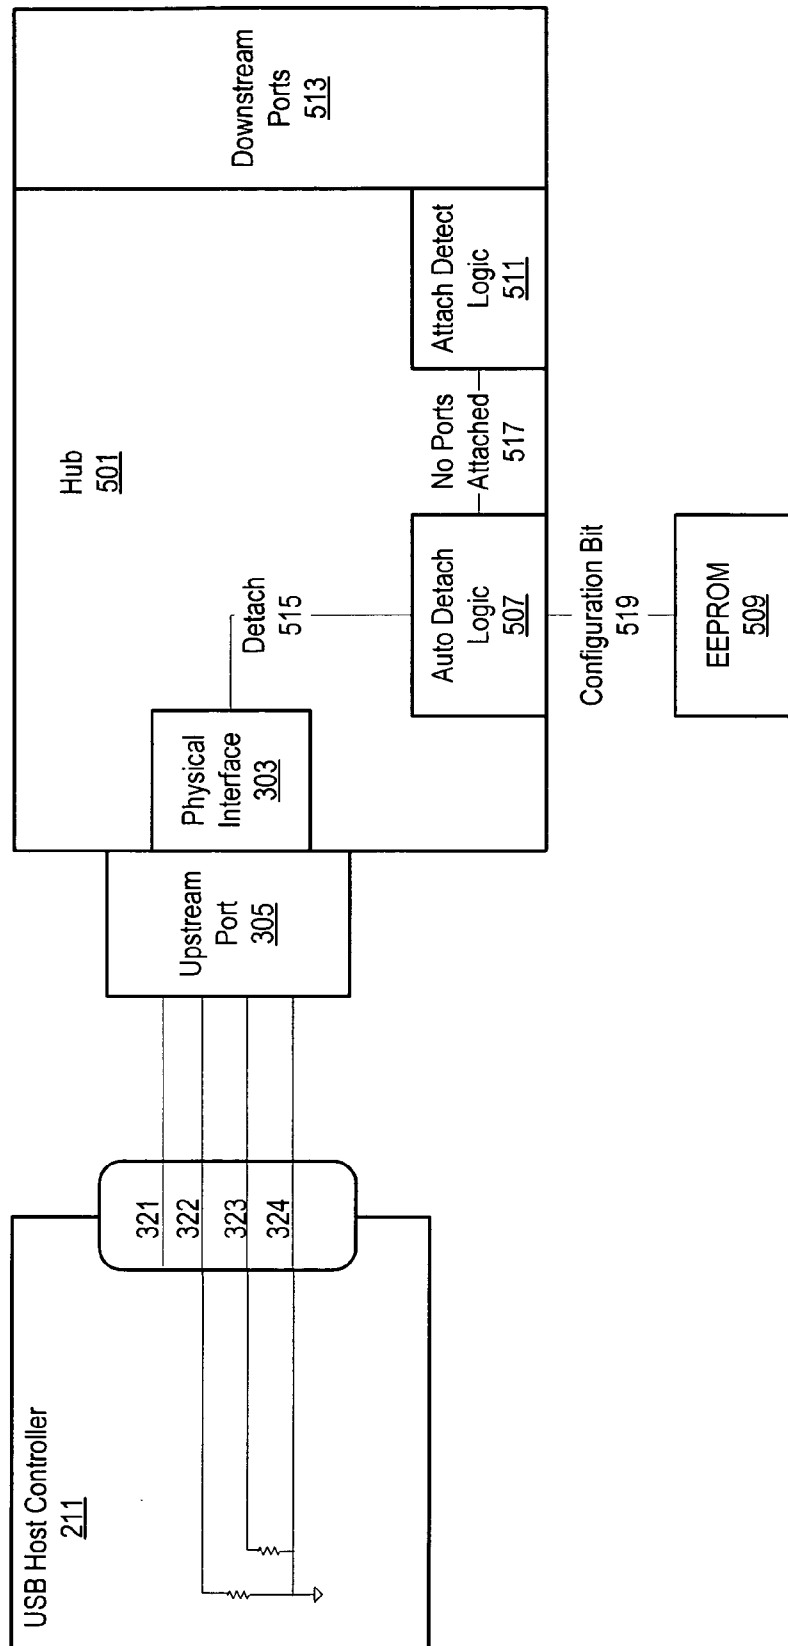 USB Host Controller
211
321
322
323
324
Upstream
Port
305
Physical
Interface
303
Detach
515
Hub
501
Auto Detach
Logic
507
No Ports
Attached
517
Attach Detect
Logic
511
Downstream
Ports
513
Configuration Bit
519
EEPROM
509